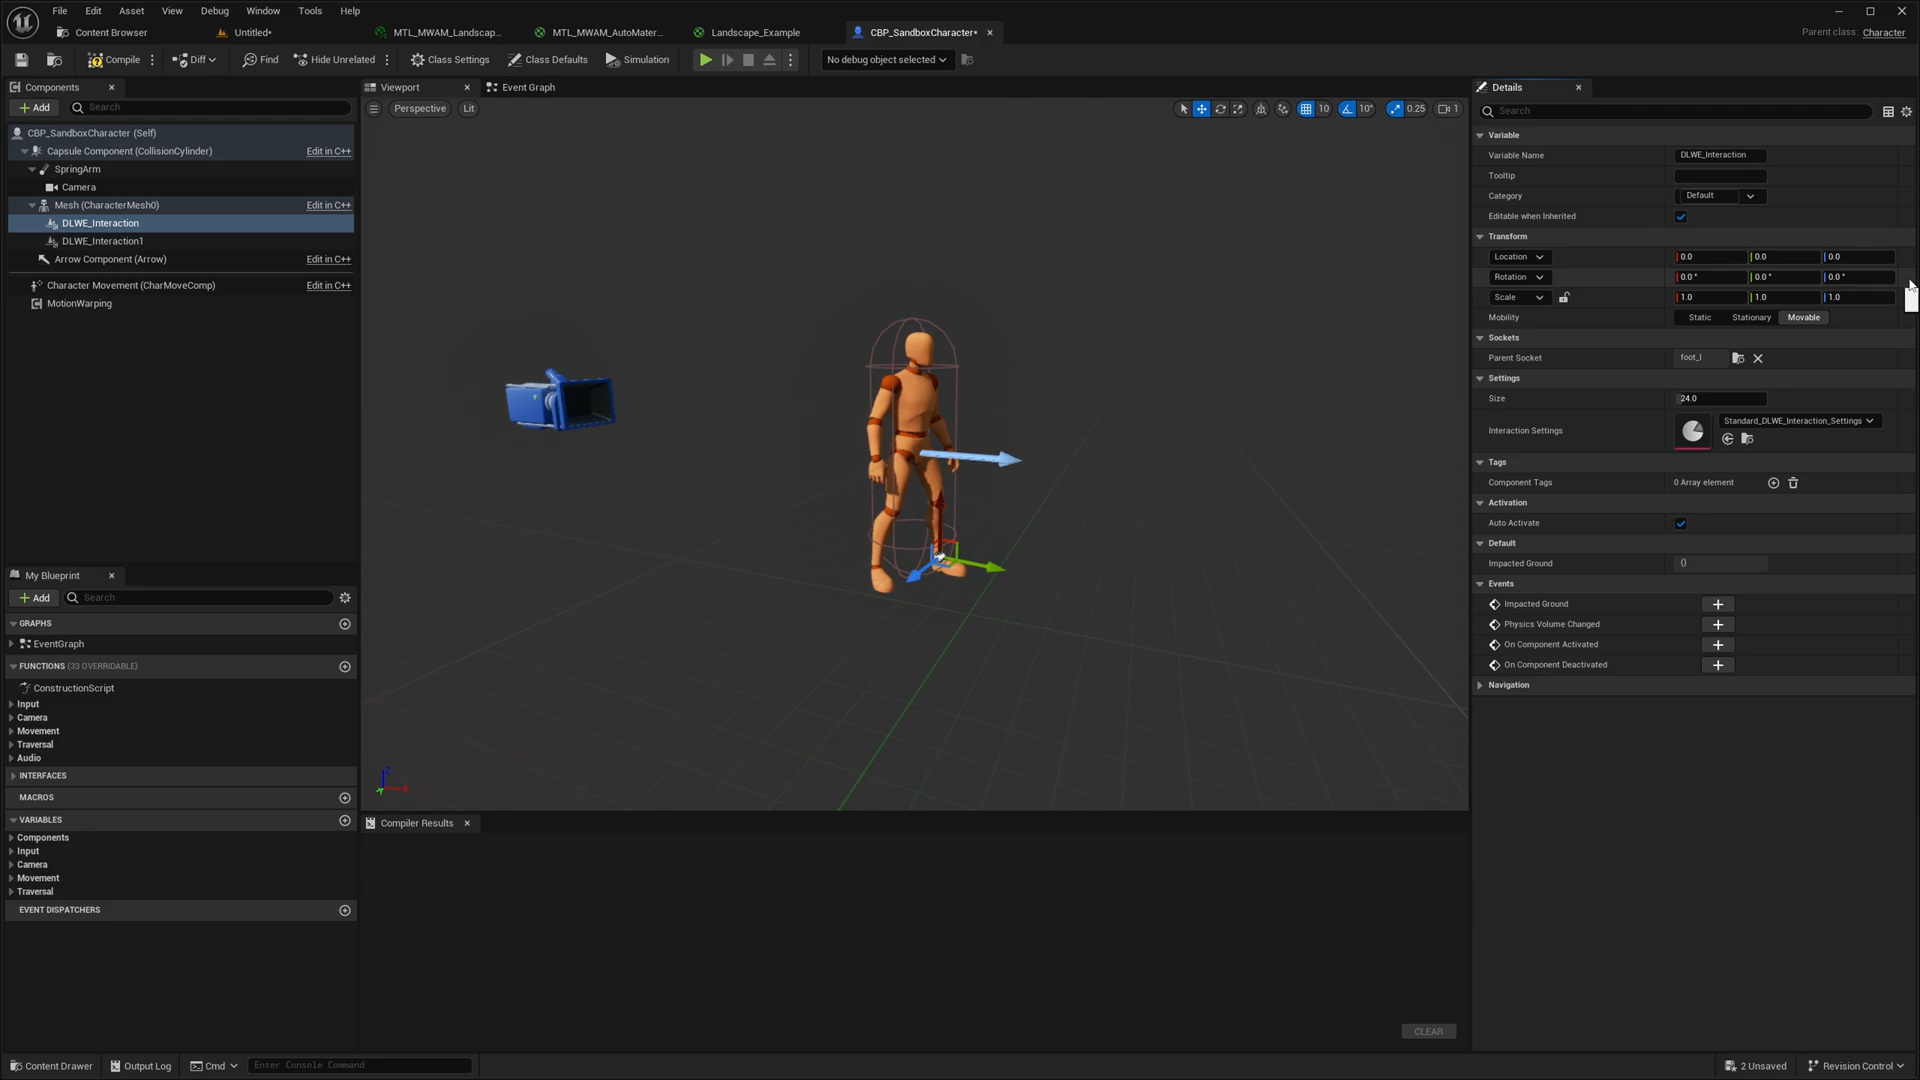 File Edit Asset View Debug Window Tools Help
Content Browser Untitled* MTL_MWAM_Landscap... MTL_MWAM_AutoMater... Landscape_Example CBP_SandboxCharacter* Parent class: Character
Compile Diff Find Hide Unrelated Class Settings Class Defaults Simulation No debug object selected
Components
Add Search
CBP_SandboxCharacter (Self)
Capsule Component (CollisionCylinder) Edit in C++
SpringArm
Camera
Mesh (CharacterMesh0) Edit in C++
DLWE_Interaction
DLWE_Interaction1
Arrow Component (Arrow) Edit in C++
Character Movement (CharMoveComp) Edit in C++
MotionWarping
My Blueprint
Add Search
GRAPHS
EventGraph
FUNCTIONS (33 OVERRIDABLE)
ConstructionScript
Input
Camera
Movement
Traversal
Audio
INTERFACES
MACROS
VARIABLES
Components
Input
Camera
Movement
Traversal
EVENT DISPATCHERS
Viewport Event Graph
Perspective Lit 10 10° 0.25 1
Z X
Compiler Results
CLEAR
Details
Search
Variable
Variable Name DLWE_Interaction
Tooltip
Category Default
Editable when Inherited
Transform
Location 0.0 0.0 0.0
Rotation 0.0 ° 0.0 ° 0.0 °
Scale 1.0 1.0 1.0
Mobility Static Stationary Movable
Sockets
Parent Socket foot_l
Settings
Size 24.0
Interaction Settings Standard_DLWE_Interaction_Settings
Tags
Component Tags 0 Array element
Activation
Auto Activate
Default
Impacted Ground ()
Events
Impacted Ground
Physics Volume Changed
On Component Activated
On Component Deactivated
Navigation
Content Drawer Output Log Cmd Enter Console Command 2 Unsaved Revision Control